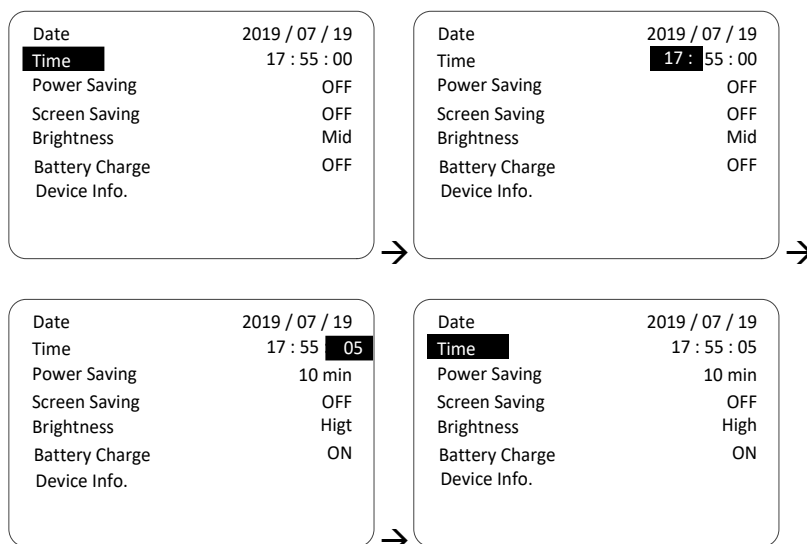 Date 2019 / 07 / 19
Time 17 : 55 : 00
Power Saving OFF
Screen Saving OFF
Brightness Mid
Battery Charge OFF
Device Info.
→
Date 2019 / 07 / 19
Time 17 : 55 : 00
Power Saving OFF
Screen Saving OFF
Brightness Mid
Battery Charge OFF
Device Info.
→
Date 2019 / 07 / 19
Time 17 : 55 05
Power Saving 10 min
Screen Saving OFF
Brightness Higt
Battery Charge ON
Device Info.
→
Date 2019 / 07 / 19
Time 17 : 55 : 05
Power Saving 10 min
Screen Saving OFF
Brightness High
Battery Charge ON
Device Info.